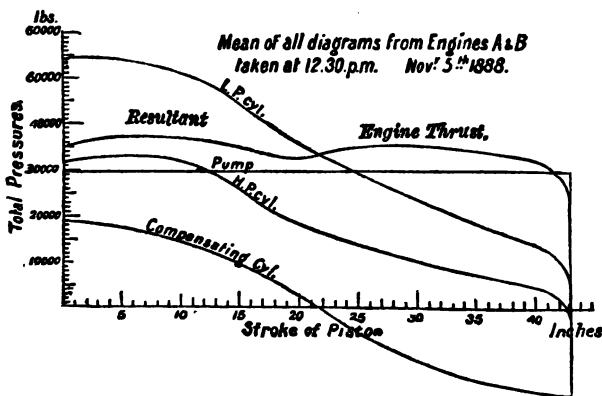 lbs.
60000
60000
48000
30000
20000
10000
Total Pressures.
Mean of all diagrams from Engines A&B
taken at 12.30.p.m. Novr. 5th 1888.
L.P.cyl.
Resultant
Engine Thrust.
Pump
H.P.cyl.
Compensating Cyl.
5
10
15
20
25
30
35
40
Stroke of Piston
Inches